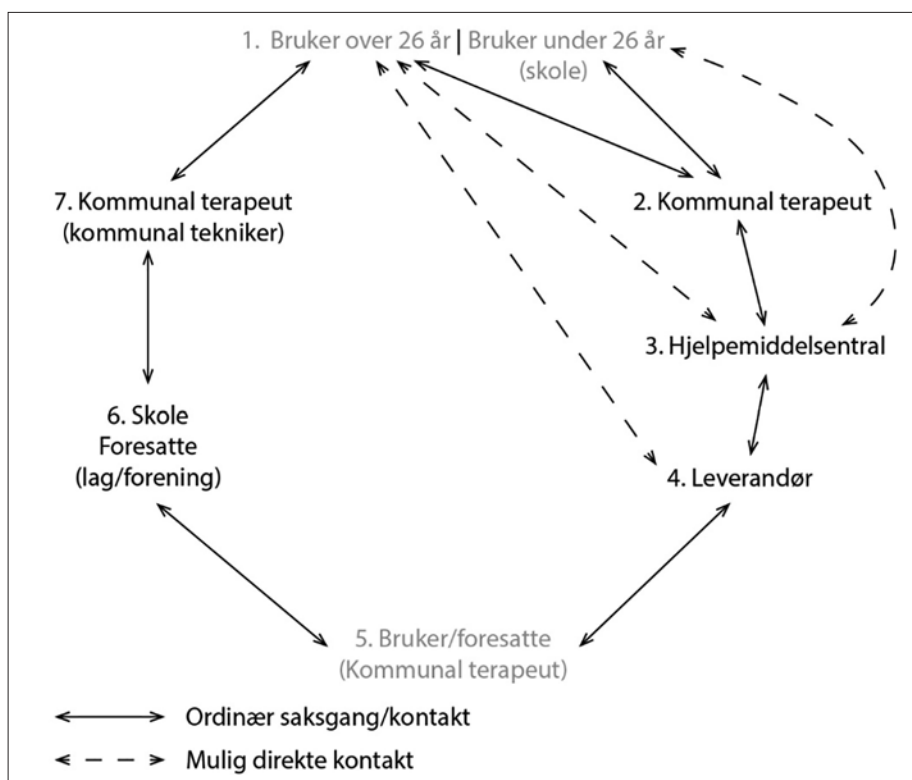 1. Bruker over 26 år | Bruker under 26 år
(skole)
7. Kommunal terapeut
(kommunal tekniker)
2. Kommunal terapeut
3. Hjelpemiddelsentral
6. Skole
Foresatte
(lag/forening)
4. Leverandør
5. Bruker/foresatte
(Kommunal terapeut)
Ordinær saksgang/kontakt
Mulig direkte kontakt